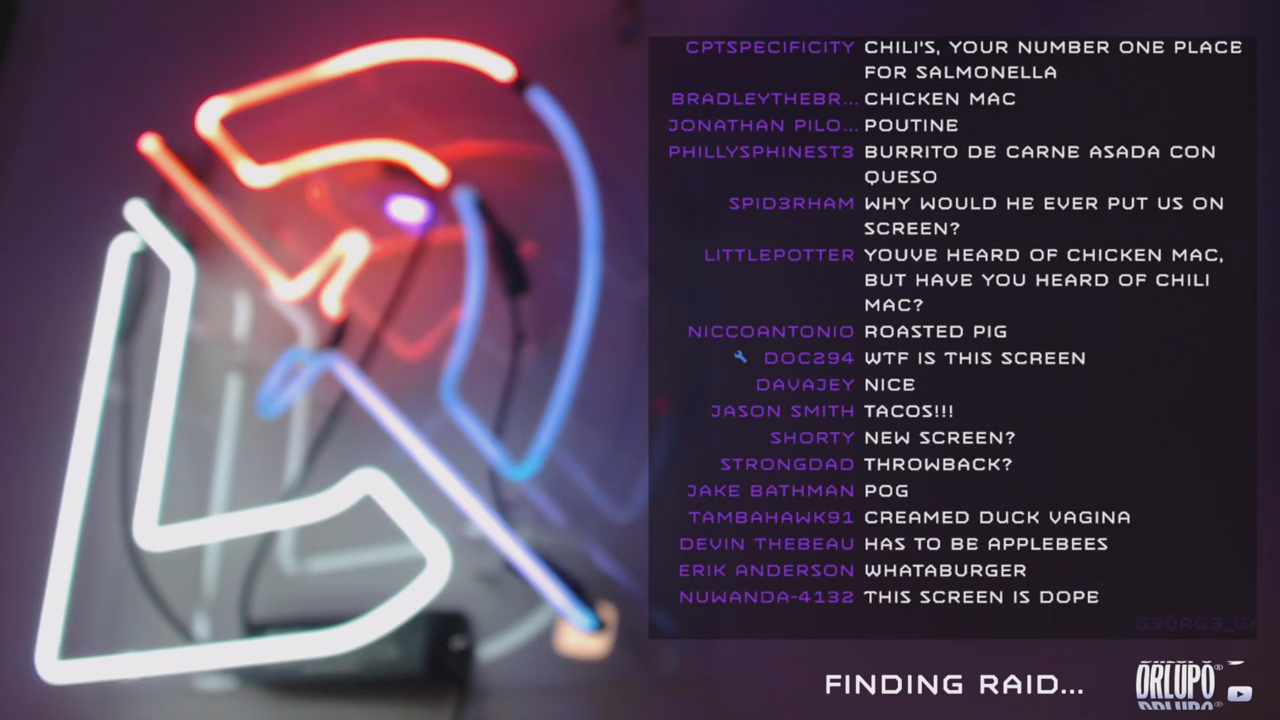 CPTSPECIFICITY CHILI'S, YOUR NUMBER ONE PLACE
FOR SALMONELLA
BRADLEYTHEBR... CHICKEN MAC
JONATHAN PILO... POUTINE
PHILLYSPHINEST3 BURRITO DE CARNE ASADA CON
QUESO
SPID3RHAM WHY WOULD HE EVER PUT US ON
SCREEN?
LITTLEPOTTER YOUVE HEARD OF CHICKEN MAC,
BUT HAVE YOU HEARD OF CHILI
MAC?
NICCOANTONIO ROASTED PIG
DOC294 WTF IS THIS SCREEN
DAVAJEY NICE
JASON SMITH TACOS!!!
SHORTY NEW SCREEN?
STRONGDAD THROWBACK?
JAKE BATHMAN POG
TAMBAHAWK91 CREAMED DUCK VAGINA
DEVIN THEBEAU HAS TO BE APPLEBEES
ERIK ANDERSON WHATABURGER
NUWANDA-4132 THIS SCREEN IS DOPE
FINDING RAID...
DRLUPO®